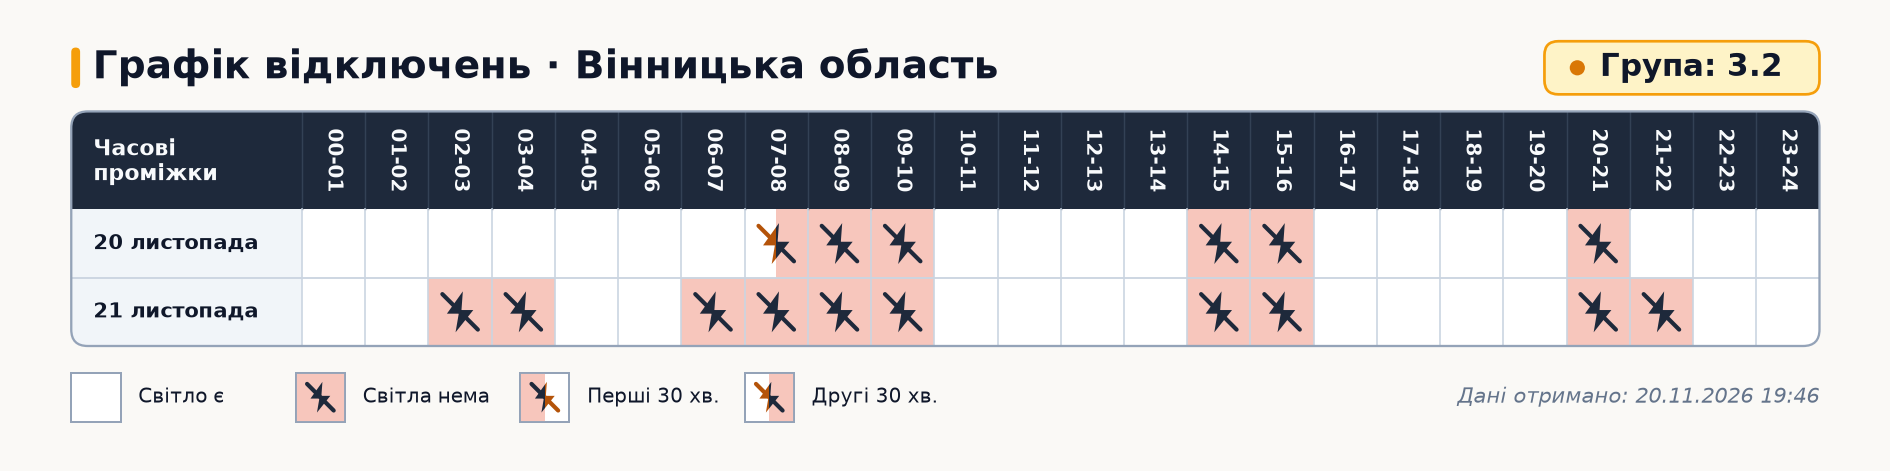 Графік відключень · Вінницька область
Група: 3.2
Часові
проміжки
00-01 01-02 02-03 03-04 04-05 05-06 06-07 07-08 08-09 09-10 10-11 11-12 12-13 13-14 14-15 15-16 16-17 17-18 18-19 19-20 20-21 21-22 22-23 23-24
20 листопада
21 листопада
Світло є Світла нема Перші 30 хв. Другі 30 хв.
Дані отримано: 20.11.2026 19:46